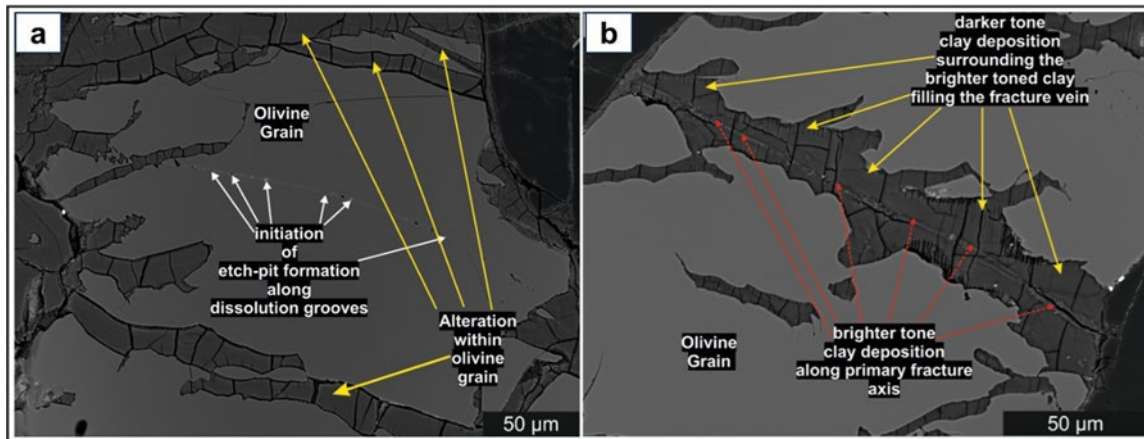 a
Olivine
Grain
initiation
of
etch-pit formation
along
dissolution grooves
Alteration
within
olivine
grain
50 µm
b
darker tone
clay deposition
surrounding the
brighter toned clay
filling the fracture vein
Olivine
Grain
brighter tone
clay deposition
along primary fracture
axis
50 µm